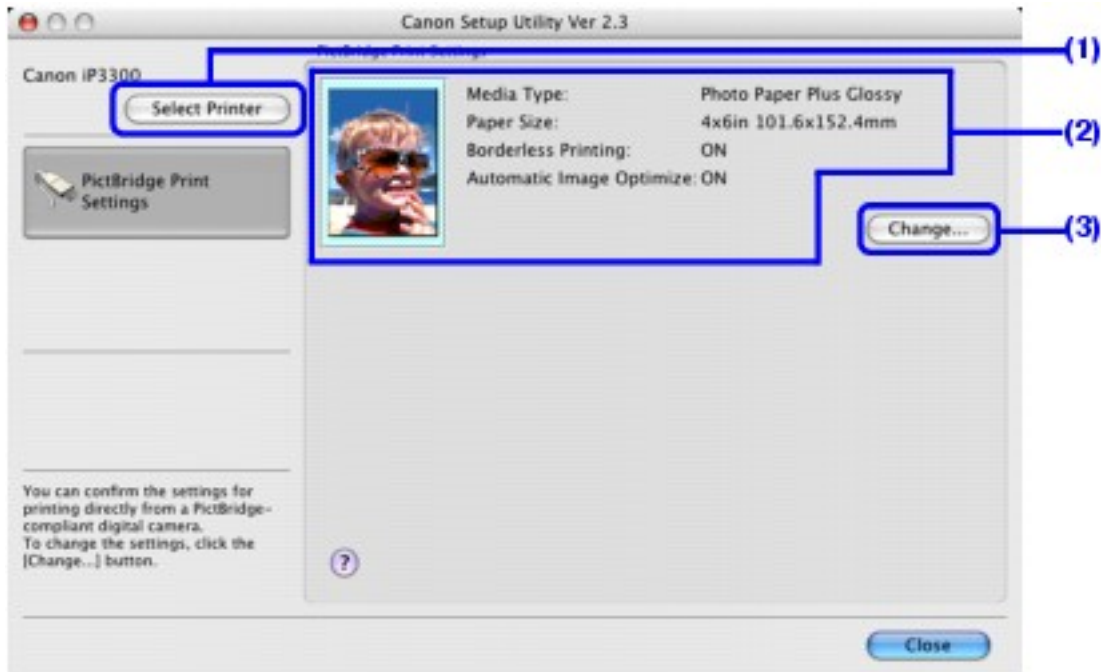 Canon Setup Utility Ver 2.3
PictBridge Print Settings
(1)
Canon iP3300
Select Printer
Media Type: Photo Paper Plus Glossy
Paper Size: 4x6in 101.6x152.4mm
(2)
Borderless Printing: ON
Automatic Image Optimize: ON
PictBridge Print
Settings
Change...
(3)
You can confirm the settings for
printing directly from a PictBridge-
compliant digital camera.
To change the settings, click the
[Change...] button.
?
Close